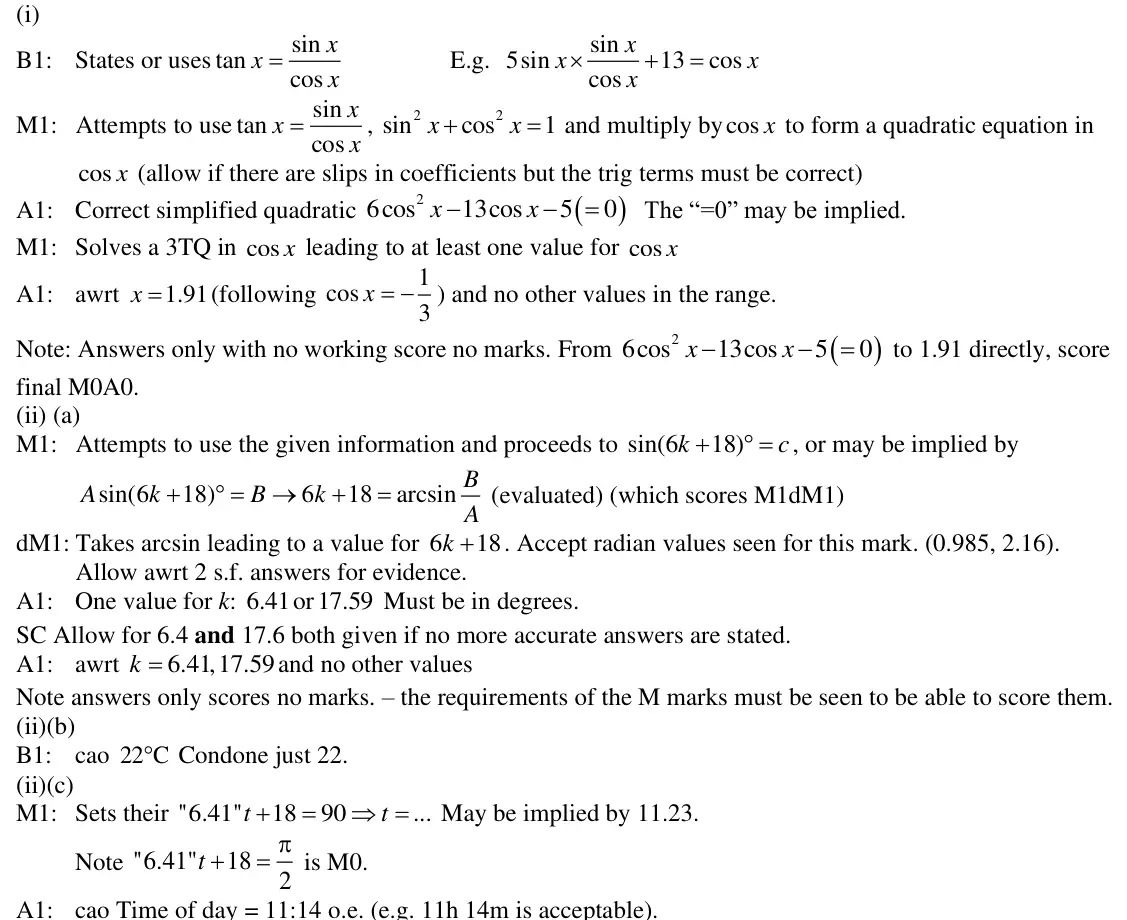 (i)
B1: States or uses tan x = sin x / cos x E.g. 5sin x × sin x / cos x + 13 = cos x
M1: Attempts to use tan x = sin x / cos x , sin² x + cos² x = 1 and multiply by cos x to form a quadratic equation in
cos x (allow if there are slips in coefficients but the trig terms must be correct)
A1: Correct simplified quadratic 6cos² x − 13cos x − 5(= 0) The “=0” may be implied.
M1: Solves a 3TQ in cos x leading to at least one value for cos x
A1: awrt x = 1.91 (following cos x = − 1/3 ) and no other values in the range.
Note: Answers only with no working score no marks. From 6cos² x − 13cos x − 5(= 0) to 1.91 directly, score
final M0A0.
(ii) (a)
M1: Attempts to use the given information and proceeds to sin(6k + 18)° = c , or may be implied by
A sin(6k + 18)° = B → 6k + 18 = arcsin B/A (evaluated) (which scores M1dM1)
dM1: Takes arcsin leading to a value for 6k + 18 . Accept radian values seen for this mark. (0.985, 2.16).
Allow awrt 2 s.f. answers for evidence.
A1: One value for k: 6.41 or 17.59 Must be in degrees.
SC Allow for 6.4 and 17.6 both given if no more accurate answers are stated.
A1: awrt k = 6.41, 17.59 and no other values
Note answers only scores no marks. – the requirements of the M marks must be seen to be able to score them.
(ii)(b)
B1: cao 22°C Condone just 22.
(ii)(c)
M1: Sets their "6.41"t + 18 = 90 ⇒ t = ... May be implied by 11.23.
Note "6.41"t + 18 = π/2 is M0.
A1: cao Time of day = 11:14 o.e. (e.g. 11h 14m is acceptable).